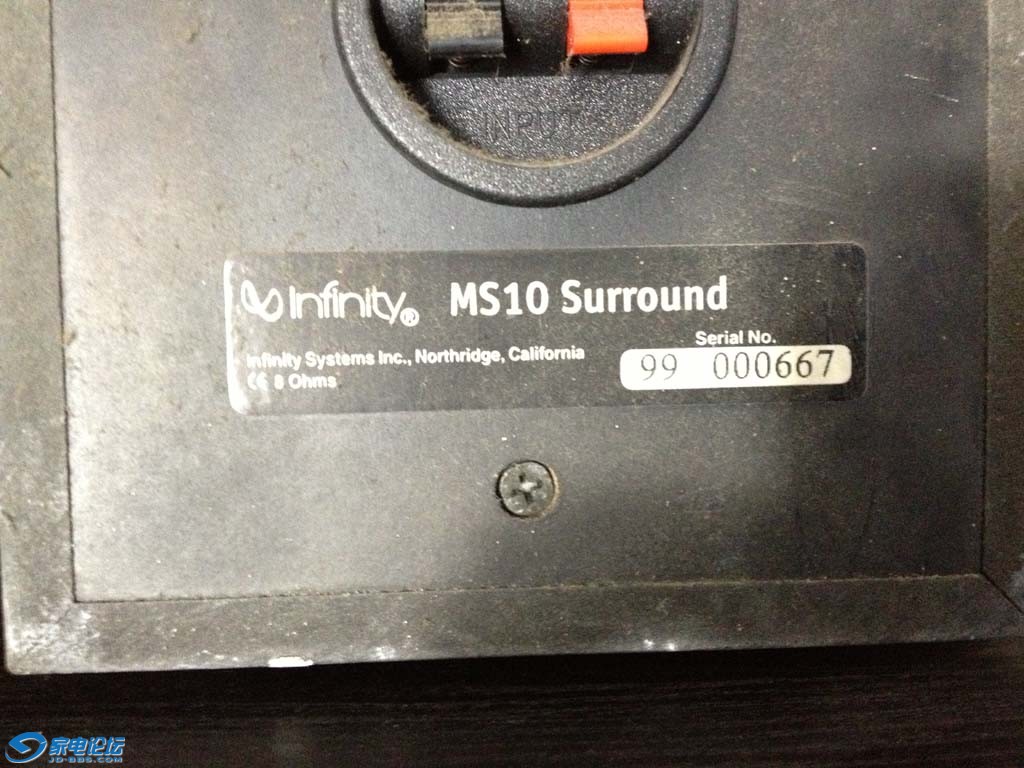 INPUT
Infinity® MS10 Surround
Serial No.
Infinity Systems Inc., Northridge, California
99 000667
CE 8 Ohms
家电论坛
JD-BBS.COM